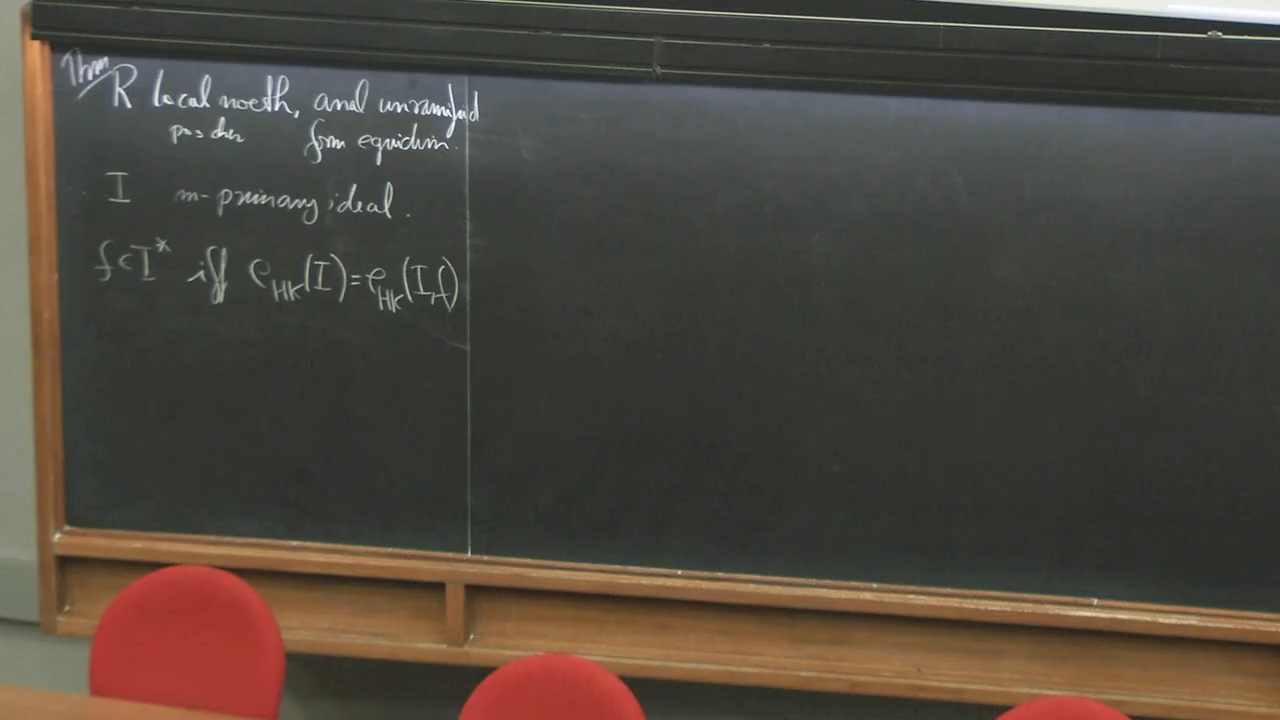 Thm
R local noeth, anal unramified
pos char form equidim.
I m-primary ideal.
f∈I* iff e_HK(I)=e_HK(I,f)